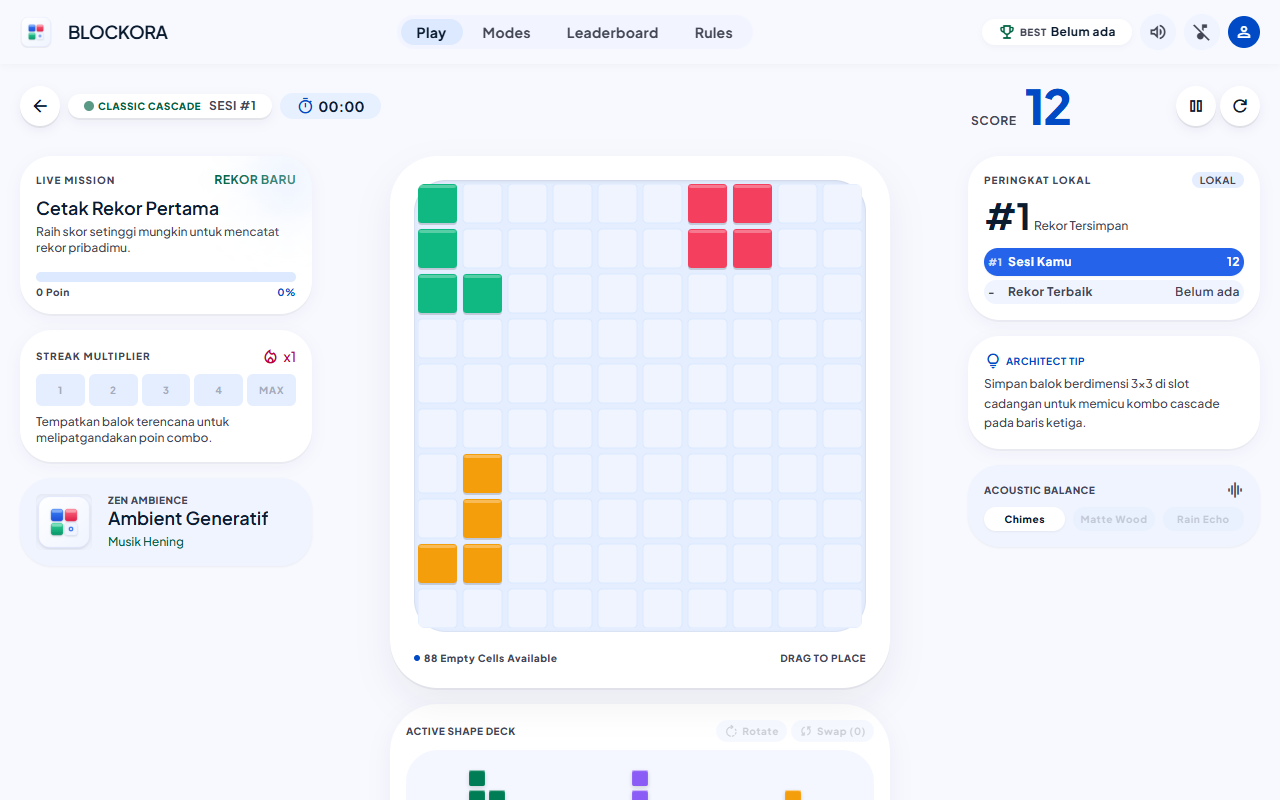 BLOCKORA
Play
Modes
Leaderboard
Rules
BEST Belum ada
CLASSIC CASCADE SESI #1
00:00
SCORE 12
LIVE MISSION
REKOR BARU
Cetak Rekor Pertama
Raih skor setinggi mungkin untuk mencatat
rekor pribadimu.
0 Poin
0%
STREAK MULTIPLIER
x1
1
2
3
4
MAX
Tempatkan balok terencana untuk
melipatgandakan poin combo.
ZEN AMBIENCE
Ambient Generatif
Musik Hening
88 Empty Cells Available
DRAG TO PLACE
ACTIVE SHAPE DECK
Rotate
Swap (0)
PERINGKAT LOKAL
LOKAL
#1 Rekor Tersimpan
#1 Sesi Kamu 12
- Rekor Terbaik Belum ada
ARCHITECT TIP
Simpan balok berdimensi 3×3 di slot
cadangan untuk memicu kombo cascade
pada baris ketiga.
ACOUSTIC BALANCE
Chimes
Matte Wood
Rain Echo